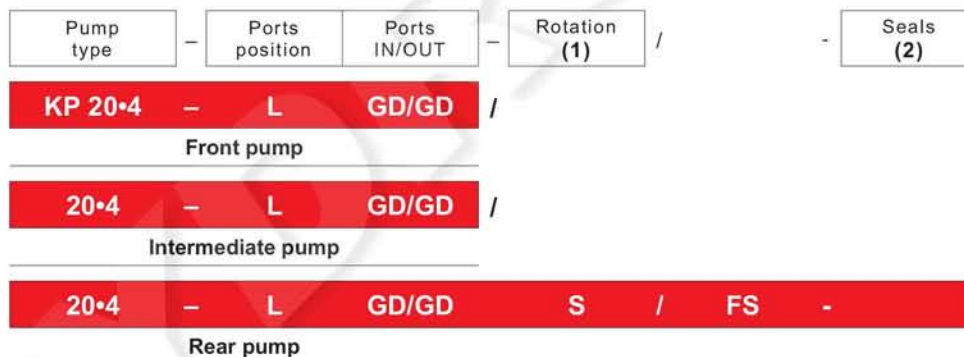 Pump type – Ports position Ports IN/OUT – Rotation (1) / - Seals (2)
KP 20•4 – L GD/GD /
Front pump
20•4 – L GD/GD /
Intermediate pump
20•4 – L GD/GD S / FS -
Rear pump